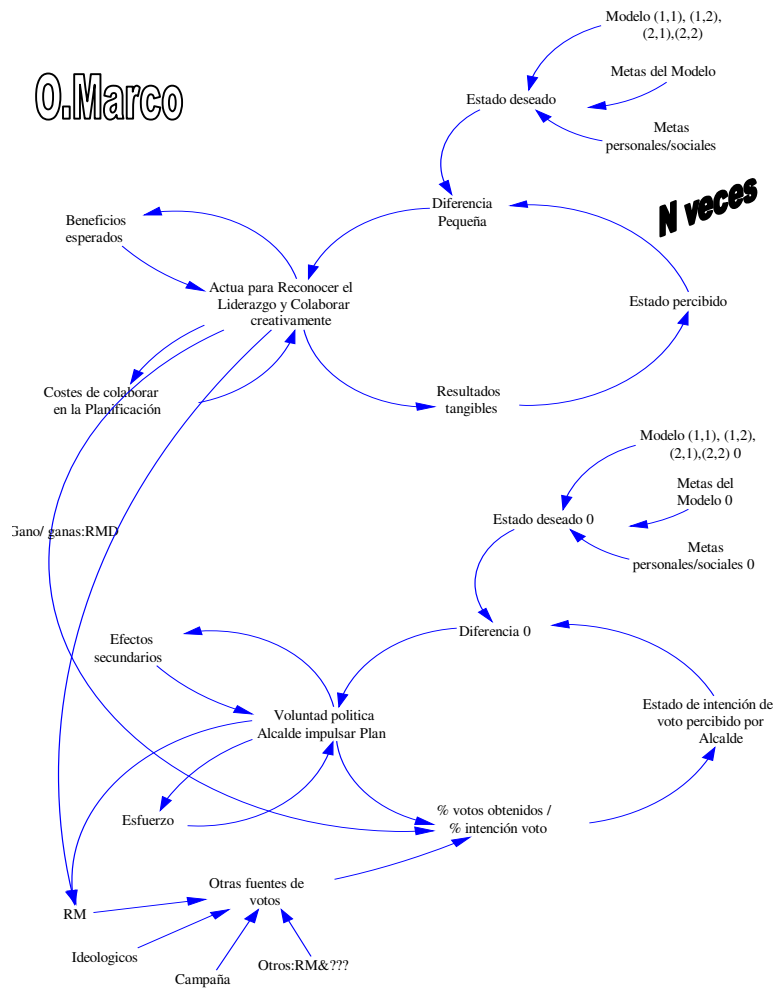 Modelo (1,1), (1,2),
(2,1),(2,2)
O.Marco
Metas del Modelo
Estado deseado
Metas
personales/sociales
N veces
Diferencia
Pequeña
Beneficios
esperados
Actua para Reconocer el
Liderazgo y Colaborar
creativamente
Estado percibido
Costes de colaborar
en la Planificación
Resultados
tangibles
Modelo (1,1), (1,2),
(2,1),(2,2) 0
Metas del
Modelo 0
Estado deseado 0
Gano/ ganas:RMD
Metas
personales/sociales 0
Diferencia 0
Efectos
secundarios
Estado de intención de
voto percibido por
Alcalde
Voluntad politica
Alcalde impulsar Plan
Esfuerzo
% votos obtenidos /
% intención voto
Otras fuentes de
votos
RM
Ideologicos
Campaña
Otros:RM&???